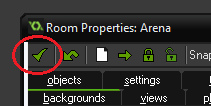 Room Properties: Arena
Snap
objects settings
backgrounds views